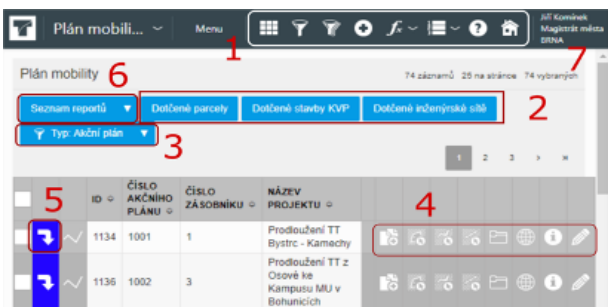 Plán mobili... Menu
Jiří Kominek
Magistrát města
BRNA
1
7
Plán mobility
6
74 záznamů 25 na stránce 74 vybraných
Seznam reportů
Dotčené parcely
Dotčené stavby KVP
Dotčené inženýrské sítě
2
Typ: Akční plán
3
1 2 3
5
ID
ČÍSLO
AKČNÍHO
PLÁNU
ČÍSLO
ZÁSOBNÍKU
NÁZEV
PROJEKTU
4
1134 1001 1 Prodloužení TT
Bystrc - Kamechy
1136 1002 3 Prodloužení TT z
Osové ke
Kampusu MU v
Bohunicích